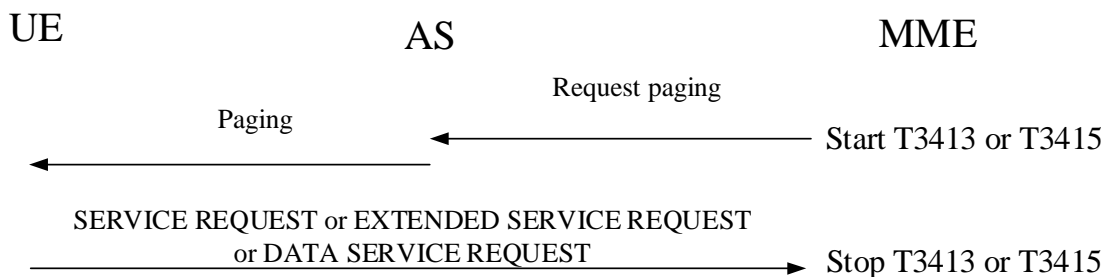 UE
AS
MME
Request paging
Paging
Start T3413 or T3415
SERVICE REQUEST or EXTENDED SERVICE REQUEST
or DATA SERVICE REQUEST
Stop T3413 or T3415